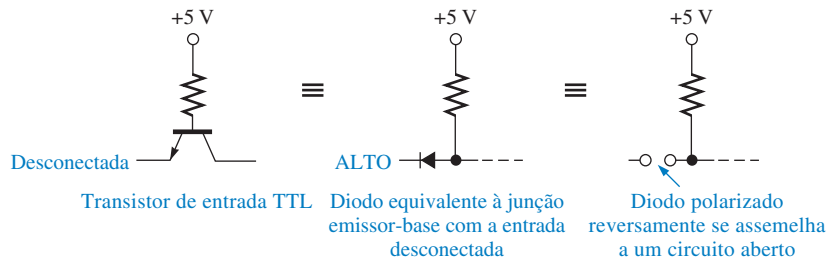 +5 V
+5 V
+5 V
Desconectada
ALTO
Transistor de entrada TTL
Diodo equivalente à junção
emissor-base com a entrada
desconectada
Diodo polarizado
reversamente se assemelha
a um circuito aberto